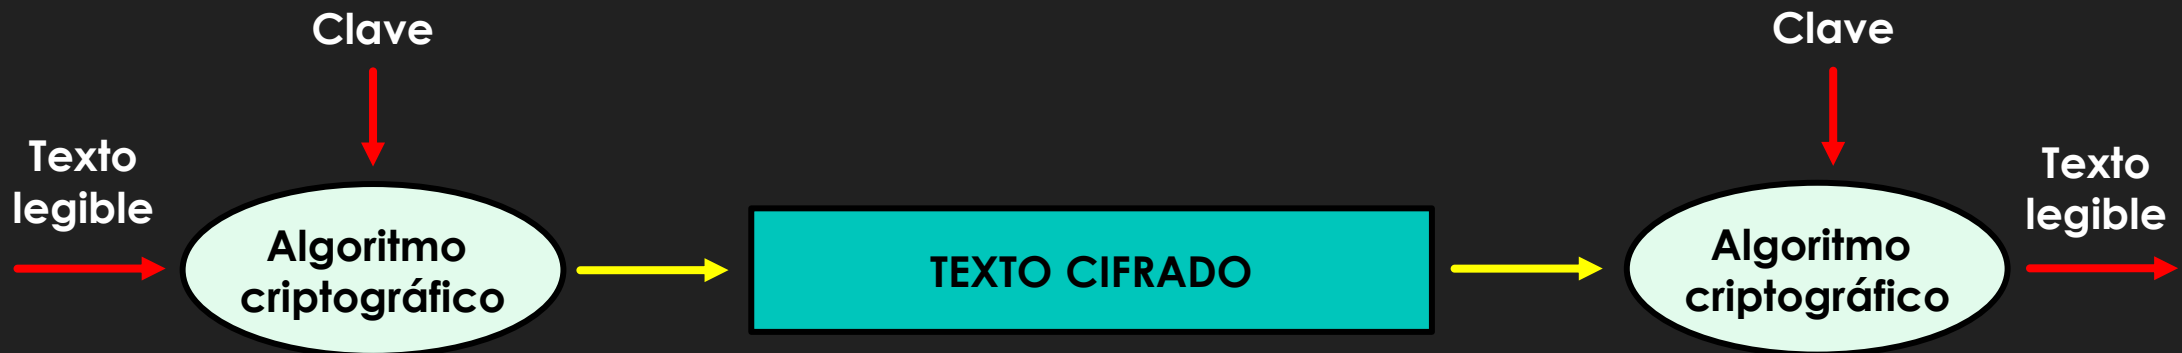 Clave
Clave
Texto
legible
Algoritmo
criptográfico
TEXTO CIFRADO
Algoritmo
criptográfico
Texto
legible